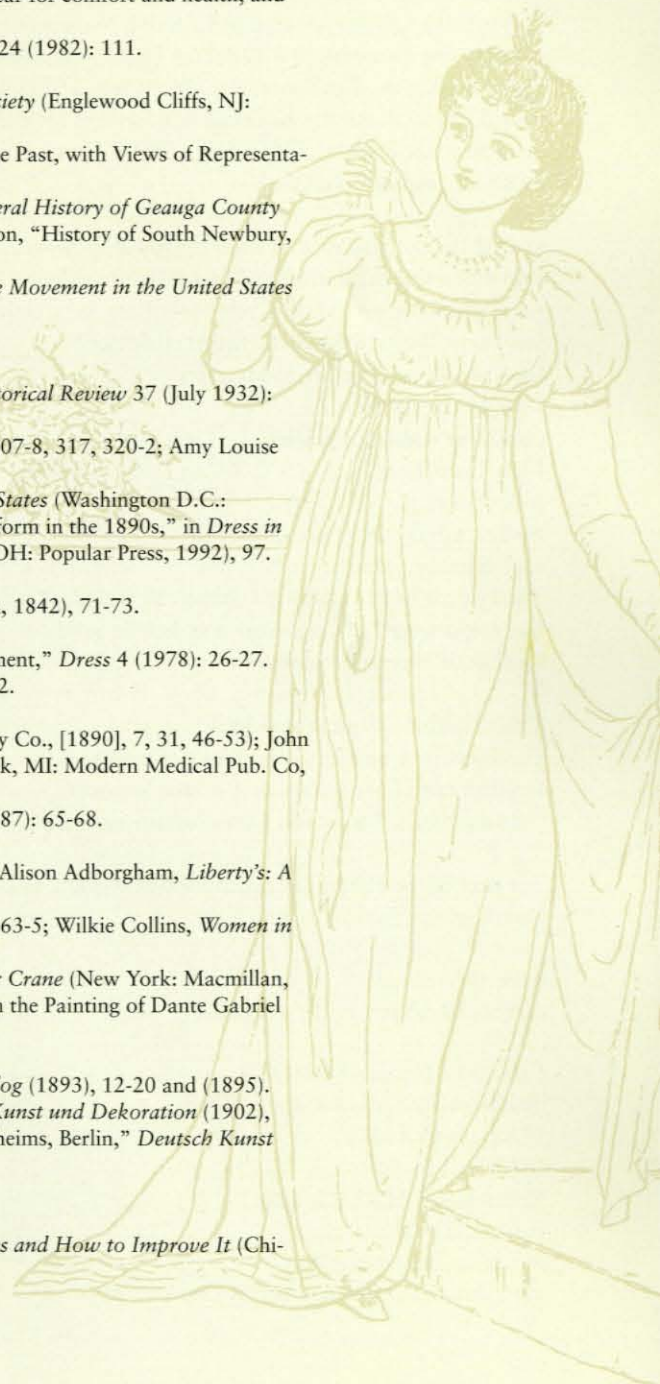 24 (1982): 111.
iety (Englewood Cliffs, NJ:
e Past, with Views of Representa-
eral History of Geauga County
on, “History of South Newbury,
e Movement in the United States
orical Review 37 (July 1932):
07-8, 317, 320-2; Amy Louise
States (Washington D.C.:
form in the 1890s,” in Dress in
OH: Popular Press, 1992), 97.
, 1842), 71-73.
nent,” Dress 4 (1978): 26-27.
2.
y Co., [1890], 7, 31, 46-53); John
k, MI: Modern Medical Pub. Co,
87): 65-68.
Alison Adborgham, Liberty's: A
63-5; Wilkie Collins, Women in
r Crane (New York: Macmillan,
n the Painting of Dante Gabriel
log (1893), 12-20 and (1895).
Kunst und Dekoration (1902),
heims, Berlin,” Deutsch Kunst
s and How to Improve It (Chi-